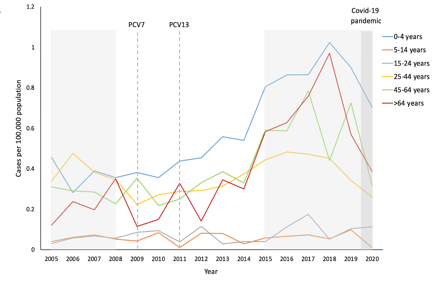 Covid-19
pandemic
PCV7 PCV13
1.2
1
0.8
0.6
0.4
0.2
0
Cases per 100,000 population
2005 2006 2007 2008 2009 2010 2011 2012 2013 2014 2015 2016 2017 2018 2019 2020
Year
0-4 years
5-14 years
15-24 years
25-44 years
45-64 years
>64 years